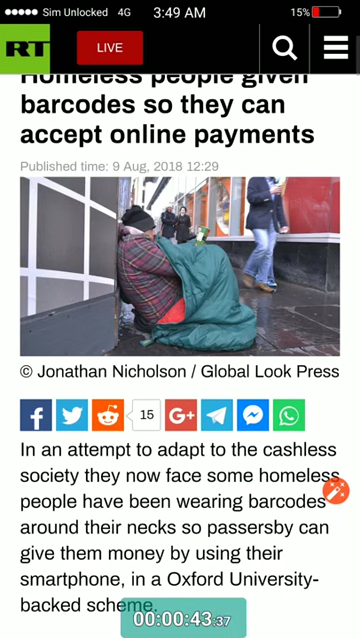 Sim Unlocked 4G 3:49 AM 15%
RT LIVE
Homeless people given
barcodes so they can
accept online payments
Published time: 9 Aug, 2018 12:29
© Jonathan Nicholson / Global Look Press
15
In an attempt to adapt to the cashless
society they now face some homeless
people have been wearing barcodes
around their necks so passersby can
give them money by using their
smartphone, in a Oxford University-
backed scheme.
00:00:43.37